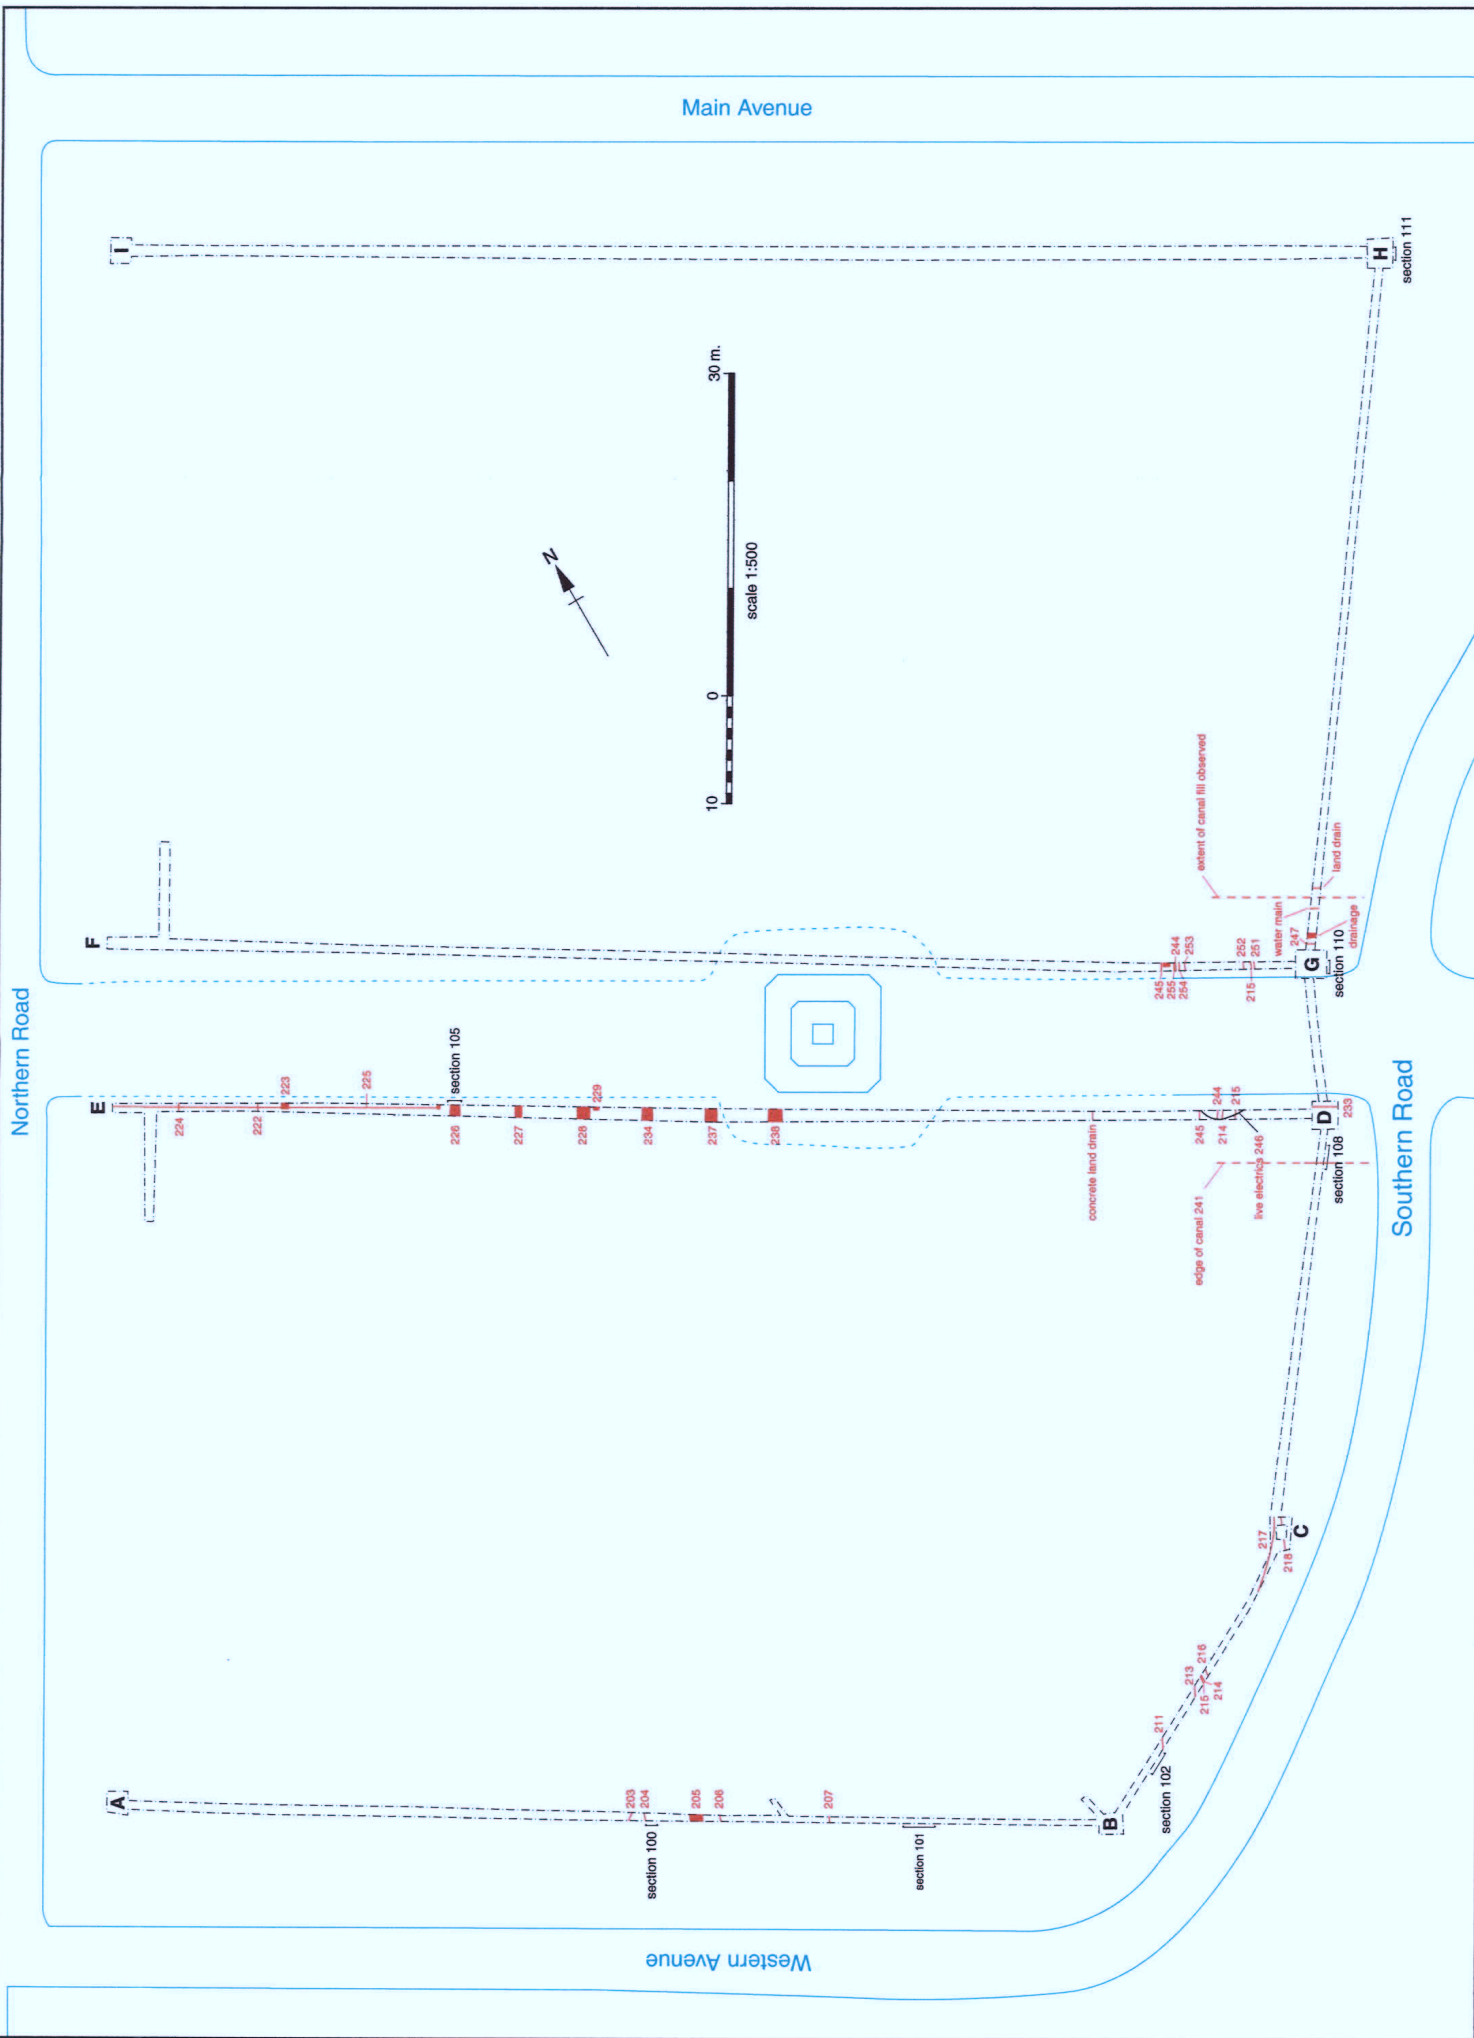 Main Avenue
I
H
section 111
30 m.
0
10
scale 1:500
N
extent of canal fill observed
land drain
water main
drainage
247
section 110
G
F
244
253
245
255
254
252
251
215
Northern Road
E
section 105
223
225
224
222
226
227
228
229
234
237
238
concrete land drain
244
215
245
214
live electrics 246
edge of canal 241
D
233
section 108
Southern Road
217
218
C
213
216
215
214
211
section 102
A
203
204
205
206
207
section 100
section 101
B
Western Avenue